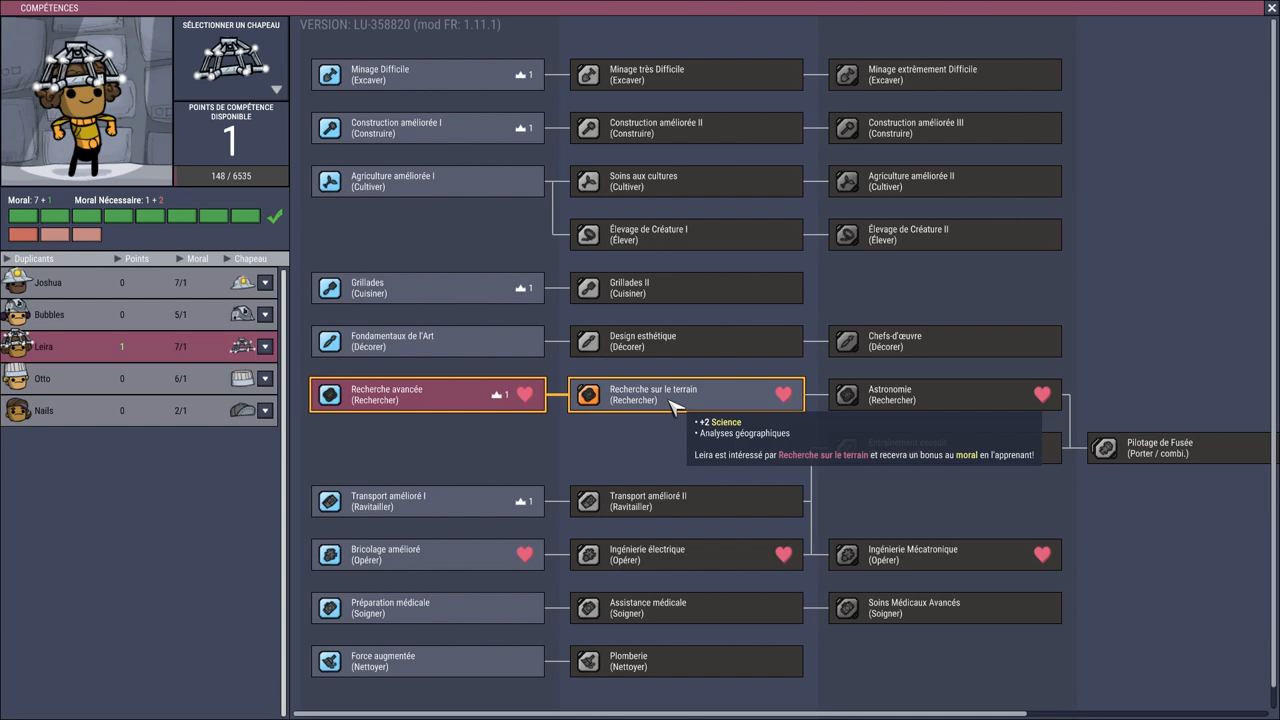 COMPÉTENCES
SÉLECTIONNER UN CHAPEAU
POINTS DE COMPÉTENCE
DISPONIBLE
1
148 / 6535
Moral: 7 + 1
Moral Nécessaire: 1 + 2
Duplicants
Points
Moral
Chapeau
Joshua
0
7/1
Bubbles
0
5/1
Leira
1
7/1
Otto
0
6/1
Nails
0
2/1
VERSION: LU-358820 (mod FR: 1.11.1)
Minage Difficile
(Excaver)
1
Minage très Difficile
(Excaver)
Minage extrêmement Difficile
(Excaver)
Construction améliorée I
(Construire)
1
Construction améliorée II
(Construire)
Construction améliorée III
(Construire)
Agriculture améliorée I
(Cultiver)
Soins aux cultures
(Cultiver)
Agriculture améliorée II
(Cultiver)
Élevage de Créature I
(Élever)
Élevage de Créature II
(Élever)
Grillades
(Cuisiner)
1
Grillades II
(Cuisiner)
Fondamentaux de l'Art
(Décorer)
Design esthétique
(Décorer)
Chefs-d'œuvre
(Décorer)
Recherche avancée
(Rechercher)
1
Recherche sur le terrain
(Rechercher)
Astronomie
(Rechercher)
• +2 Science
• Analyses géographiques
Leira est intéressé par Recherche sur le terrain et recevra un bonus au moral en l'apprenant!
Pilotage de Fusée
(Porter / combi.)
Transport amélioré I
(Ravitailler)
1
Transport amélioré II
(Ravitailler)
Bricolage amélioré
(Opérer)
Ingénierie électrique
(Opérer)
Ingénierie Mécatronique
(Opérer)
Préparation médicale
(Soigner)
Assistance médicale
(Soigner)
Soins Médicaux Avancés
(Soigner)
Force augmentée
(Nettoyer)
Plomberie
(Nettoyer)